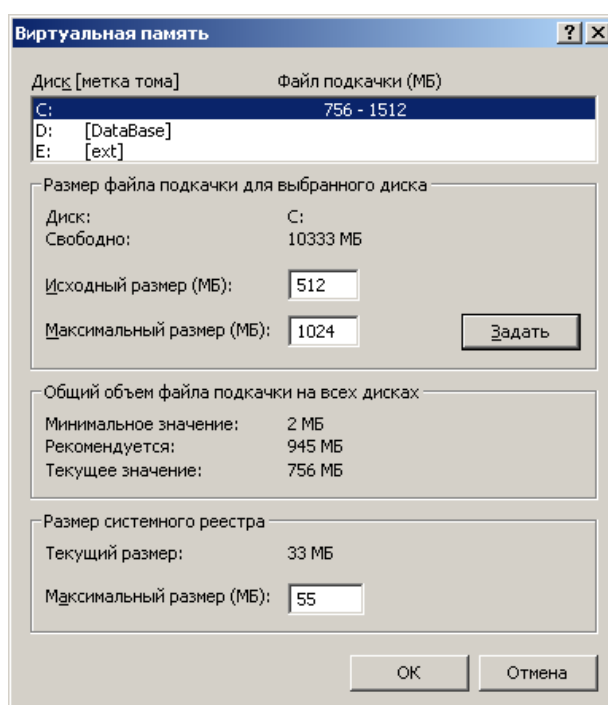 Виртуальная память
Диск [метка тома] Файл подкачки (МБ)
C: 756 - 1512
D: [DataBase]
E: [ext]
Размер файла подкачки для выбранного диска
Диск: C:
Свободно: 10333 МБ
Исходный размер (МБ): 512
Максимальный размер (МБ): 1024 Задать
Общий объем файла подкачки на всех дисках
Минимальное значение: 2 МБ
Рекомендуется: 945 МБ
Текущее значение: 756 МБ
Размер системного реестра
Текущий размер: 33 МБ
Максимальный размер (МБ): 55
ОК Отмена